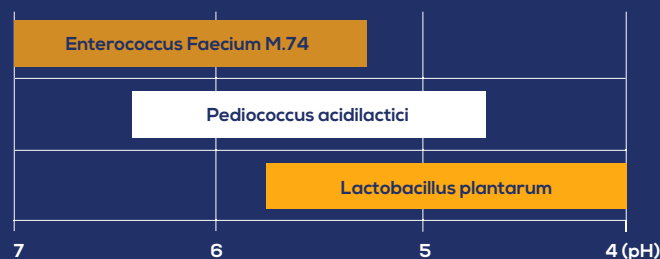 Enterococcus Faecium M.74
Pediococcus acidilactici
Lactobacillus plantarum
7 6 5 4 (pH)